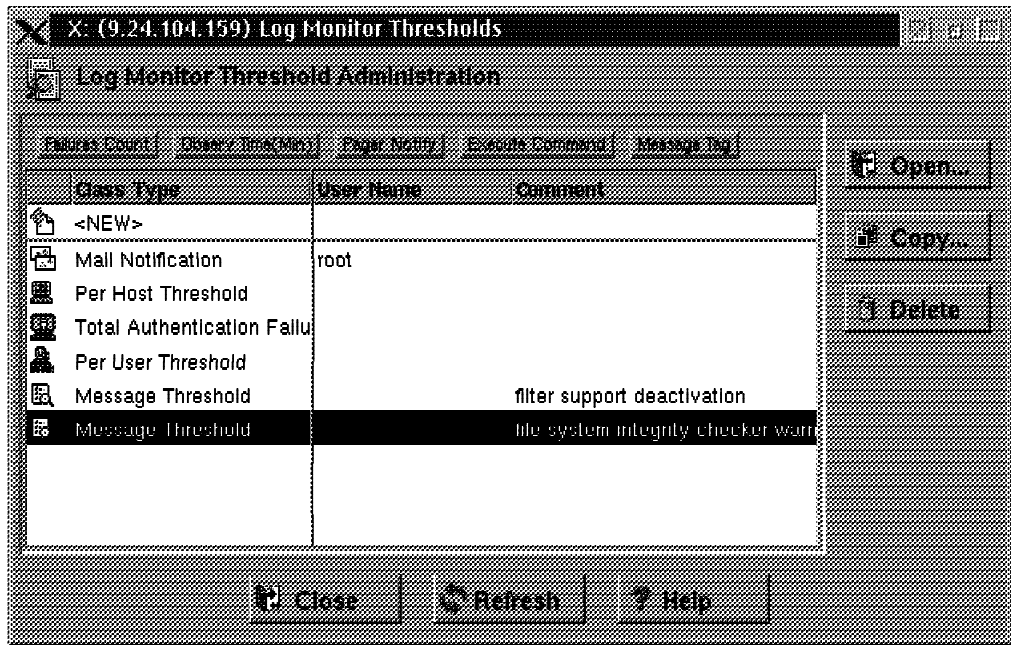 X: (9.24.104.159) Log Monitor Thresholds
Log Monitor Threshold Administration
Failures Count Observ Time(Min) Pager Notify Execute Command Message Tag
Class Type User Name Comment
<NEW>
Mail Notification root
Per Host Threshold
Total Authentication Failu
Per User Threshold
Message Threshold filter support deactivation
Message Threshold file system integrity checker warn
Open...
Copy...
Delete
Close Refresh ? Help